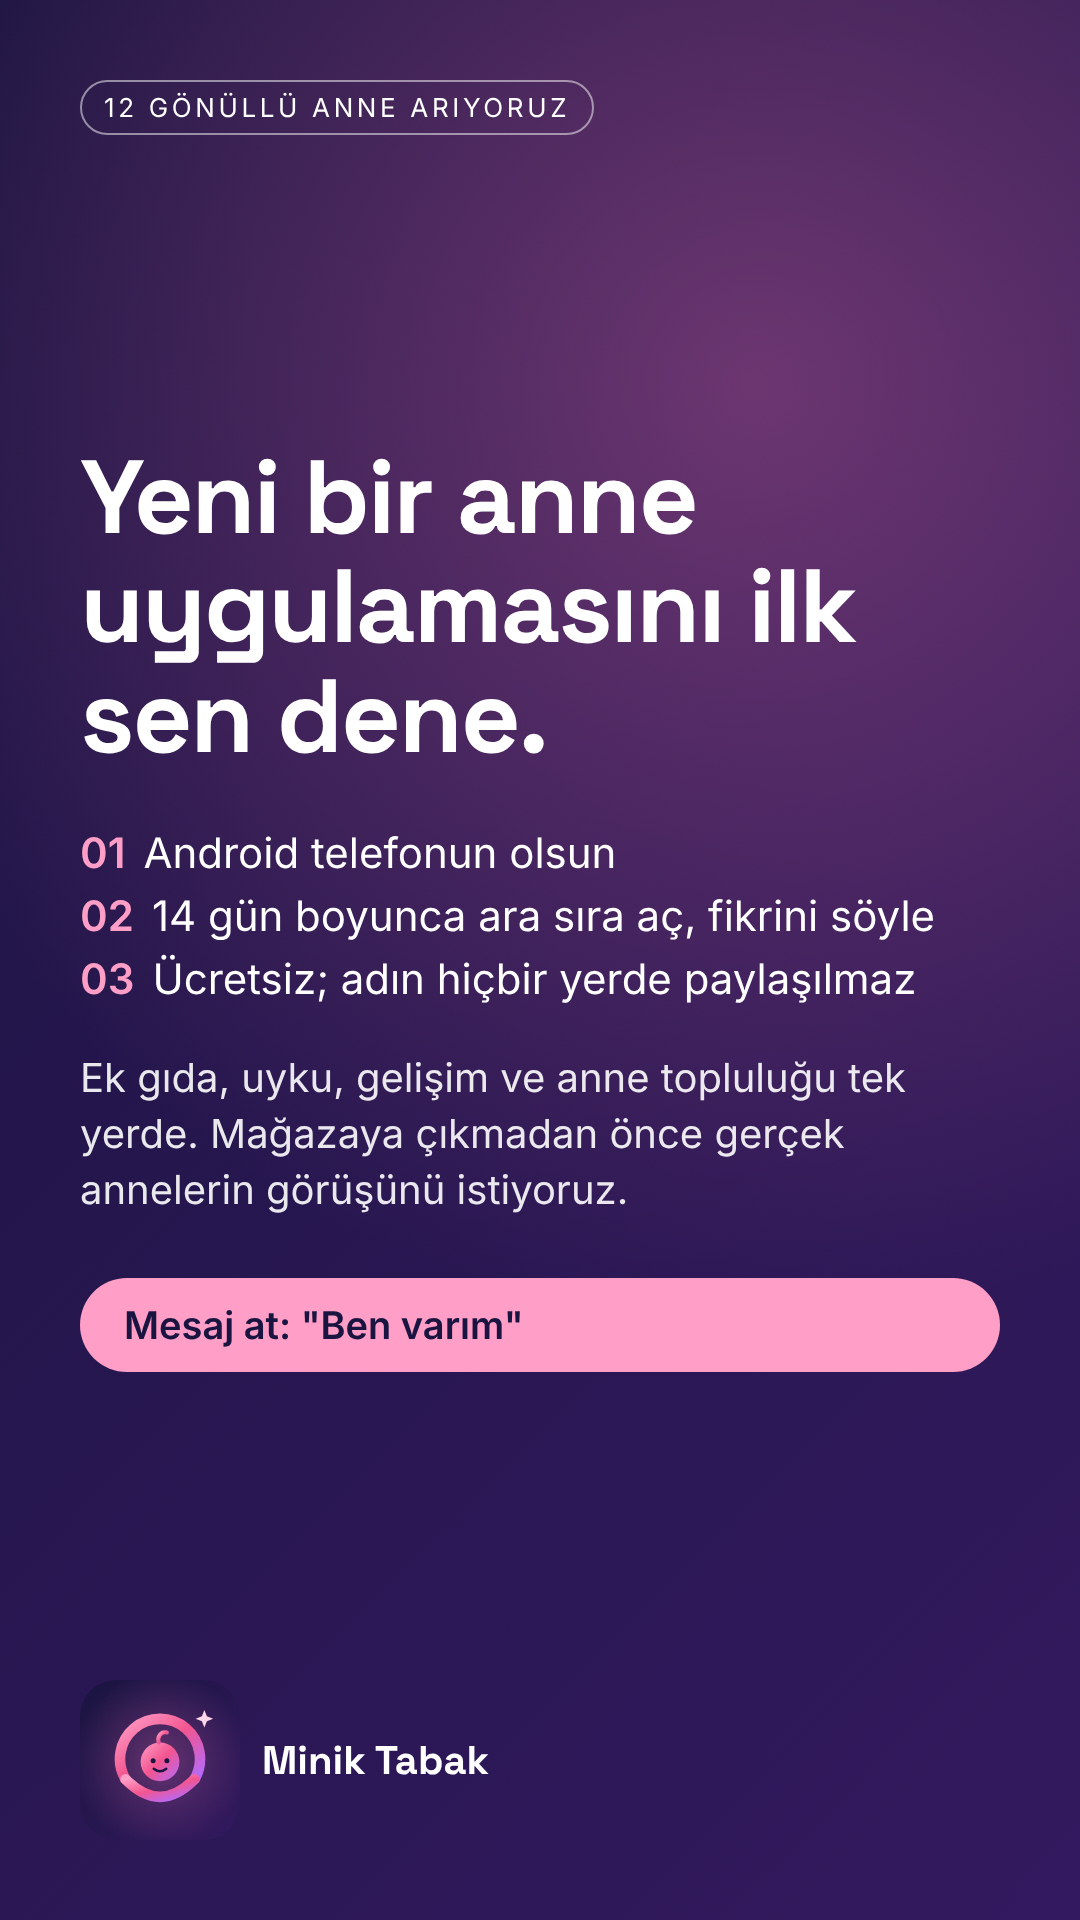 12 GÖNÜLLÜ ANNE ARIYORUZ
Yeni bir anne
uygulamasını ilk
sen dene.
01 Android telefonun olsun
02 14 gün boyunca ara sıra aç, fikrini söyle
03 Ücretsiz; adın hiçbir yerde paylaşılmaz
Ek gıda, uyku, gelişim ve anne topluluğu tek
yerde. Mağazaya çıkmadan önce gerçek
annelerin görüşünü istiyoruz.
Mesaj at: "Ben varım"
Minik Tabak